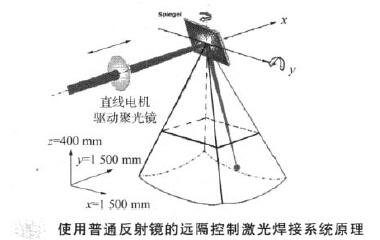 Spiegel
x
y
直线电机
驱动聚光镜
z=400 mm
y=1 500 mm
x=1 500 mm
使用普通反射镜的远隔控制激光焊接系统原理